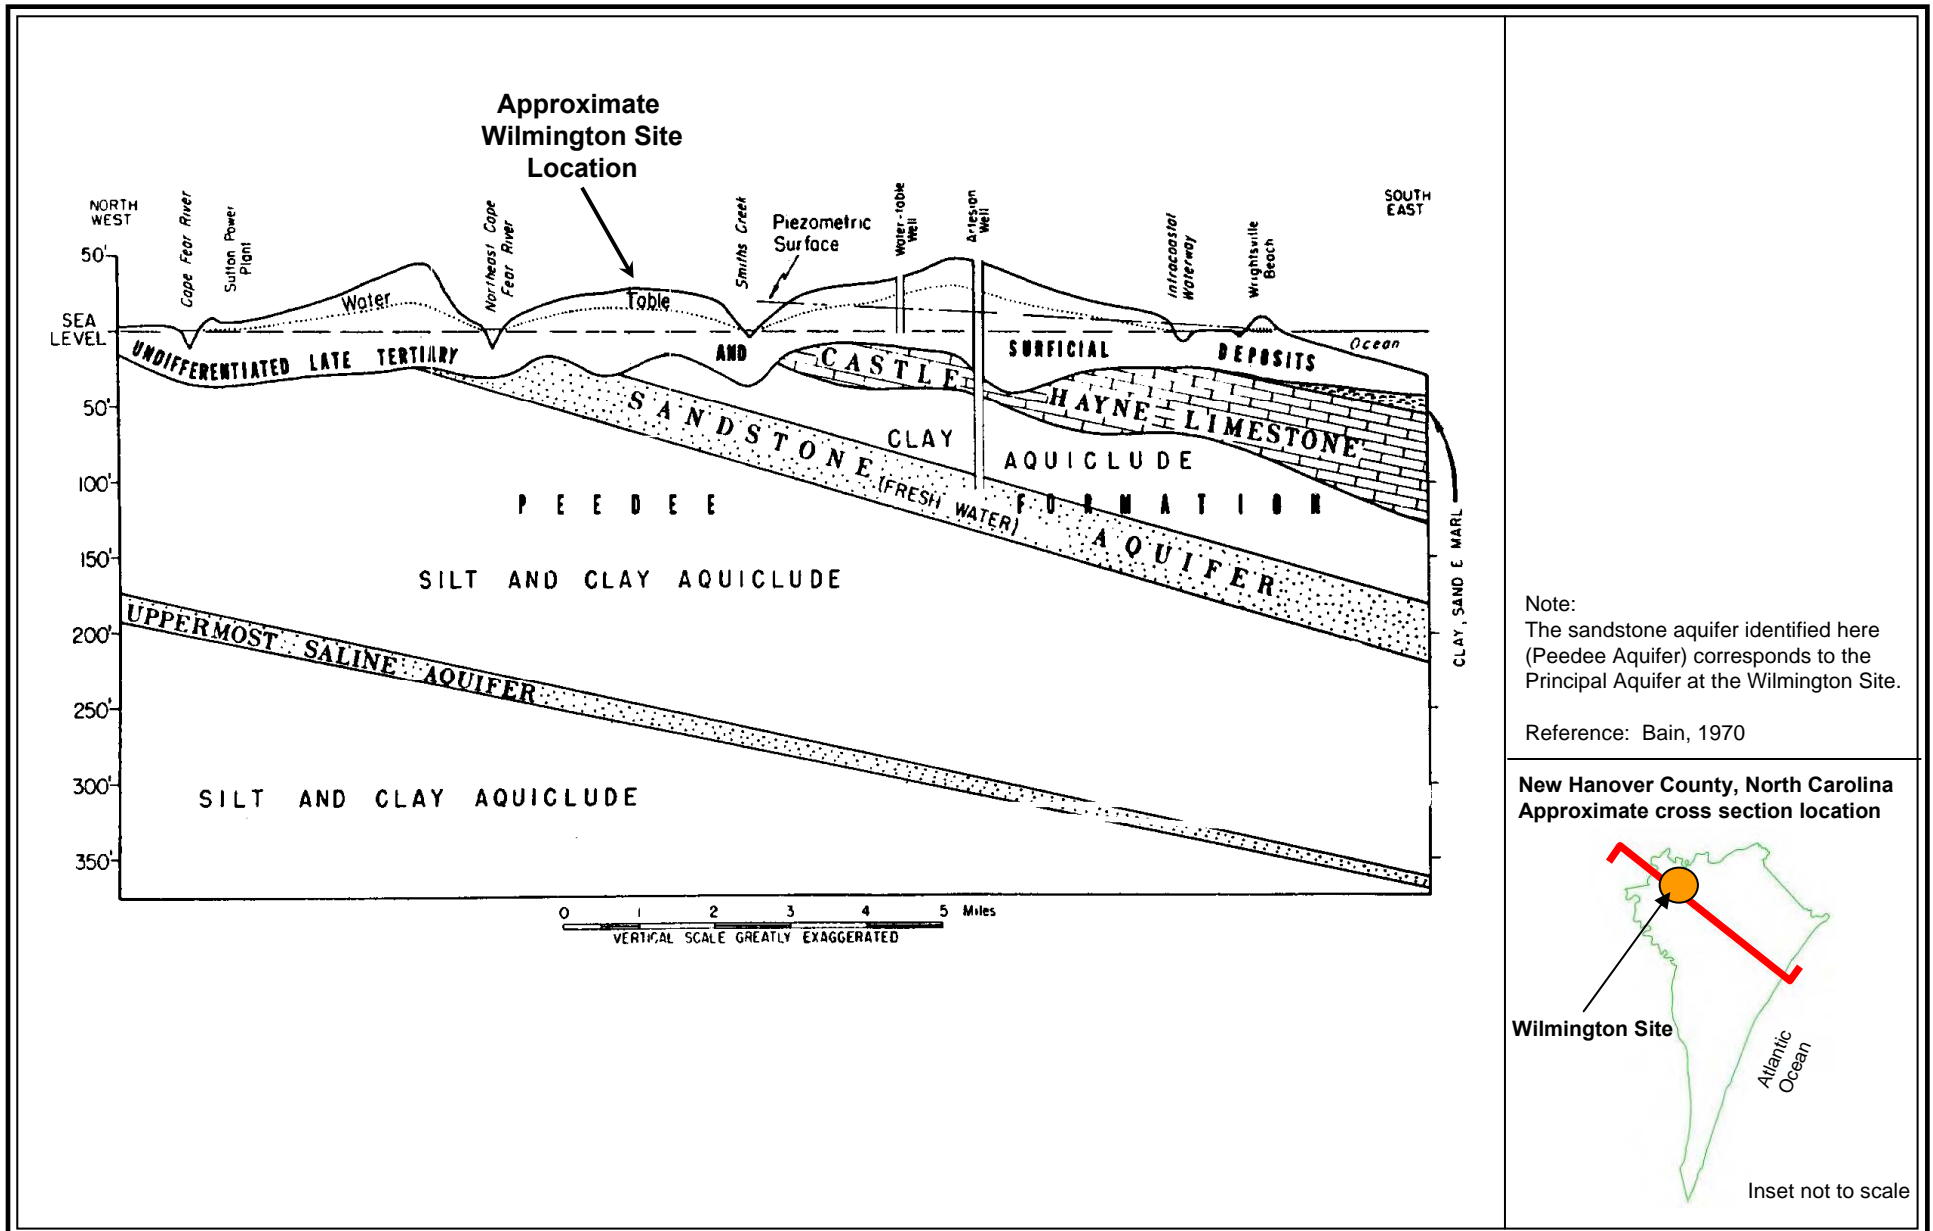 Approximate
Wilmington Site
Location
NORTH
WEST
Cape Fear River
Sutton Power
Plant
Northeast Cape
Fear River
Smiths Creek
Piezometric
Surface
Water-table
Well
Artesian
Well
Intracoastal
Waterway
Wrightsville
Beach
SOUTH
EAST
50'
Water
Table
SEA
LEVEL
Ocean
UNDIFFERENTIATED LATE TERTIARY AND SURFICIAL DEPOSITS
CASTLE HAYNE LIMESTONE
50'
SANDSTONE AQUIFER
(FRESH WATER)
CLAY
AQUICLUDE
100'
PEEDEE FORMATION
150'
SILT AND CLAY AQUICLUDE
CLAY, SAND E MARL
200'
UPPERMOST SALINE AQUIFER
250'
300'
SILT AND CLAY AQUICLUDE
350'
0 1 2 3 4 5 Miles
VERTICAL SCALE GREATLY EXAGGERATED
Note:
The sandstone aquifer identified here
(Peedee Aquifer) corresponds to the
Principal Aquifer at the Wilmington Site.
Reference: Bain, 1970
New Hanover County, North Carolina
Approximate cross section location
Wilmington Site
Atlantic
Ocean
Inset not to scale